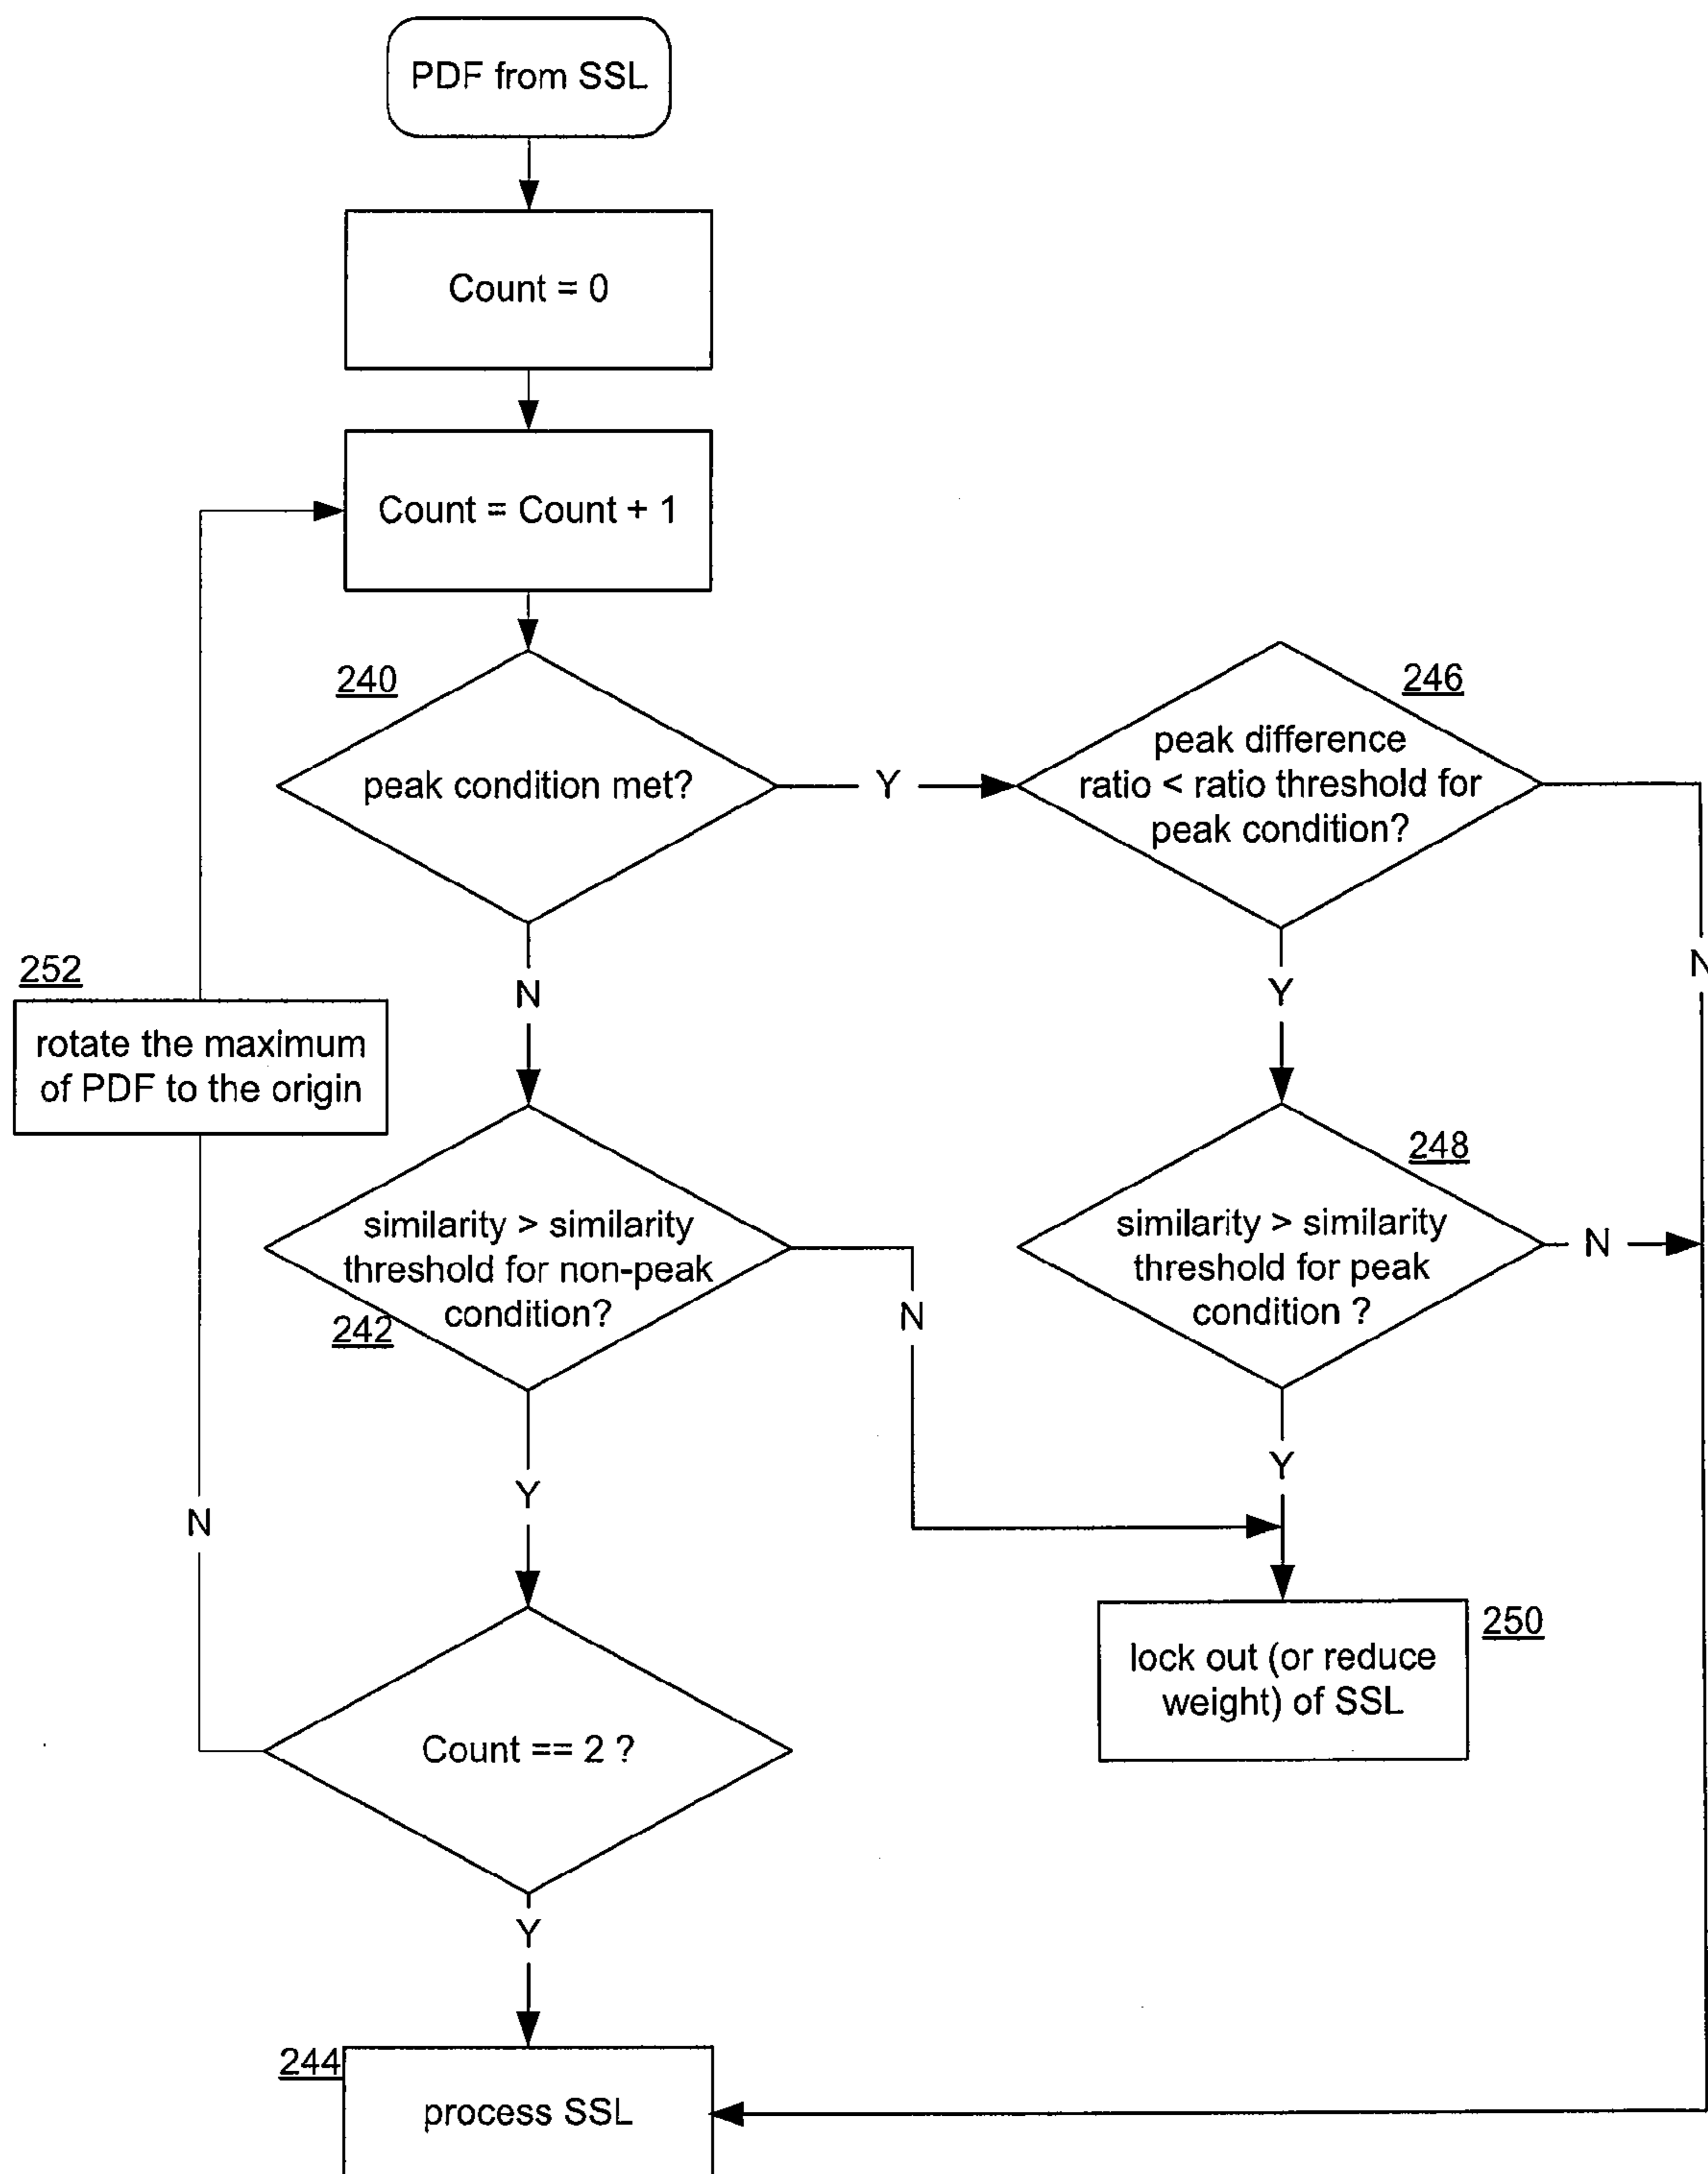 PDF from SSL
Count = 0
Count = Count + 1
240
peak condition met?
Y
246
peak difference
ratio < ratio threshold for
peak condition?
N
N
Y
252
rotate the maximum
of PDF to the origin
248
similarity > similarity
threshold for non-peak
condition?
242
similarity > similarity
threshold for peak
condition ?
N
N
Y
Y
N
250
lock out (or reduce
weight) of SSL
Count == 2 ?
Y
244
process SSL